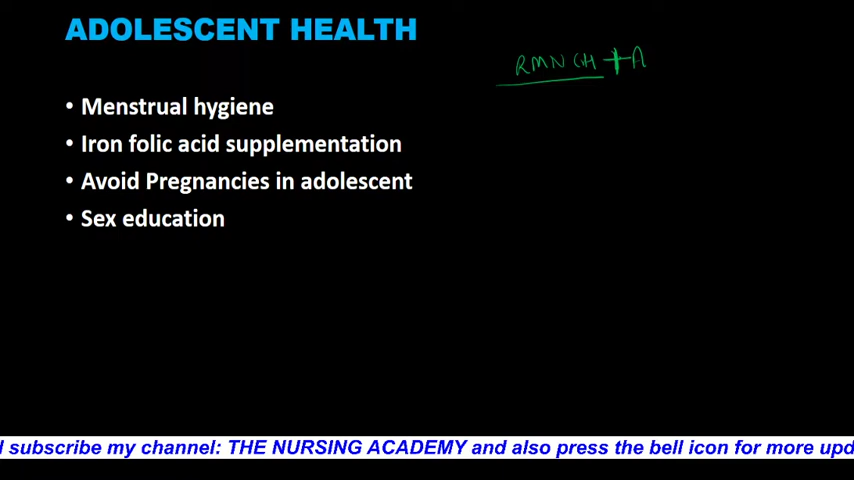 ADOLESCENT HEALTH
RMNCH+A
• Menstrual hygiene
• Iron folic acid supplementation
• Avoid Pregnancies in adolescent
• Sex education
subscribe my channel: THE NURSING ACADEMY and also press the bell icon for more upd